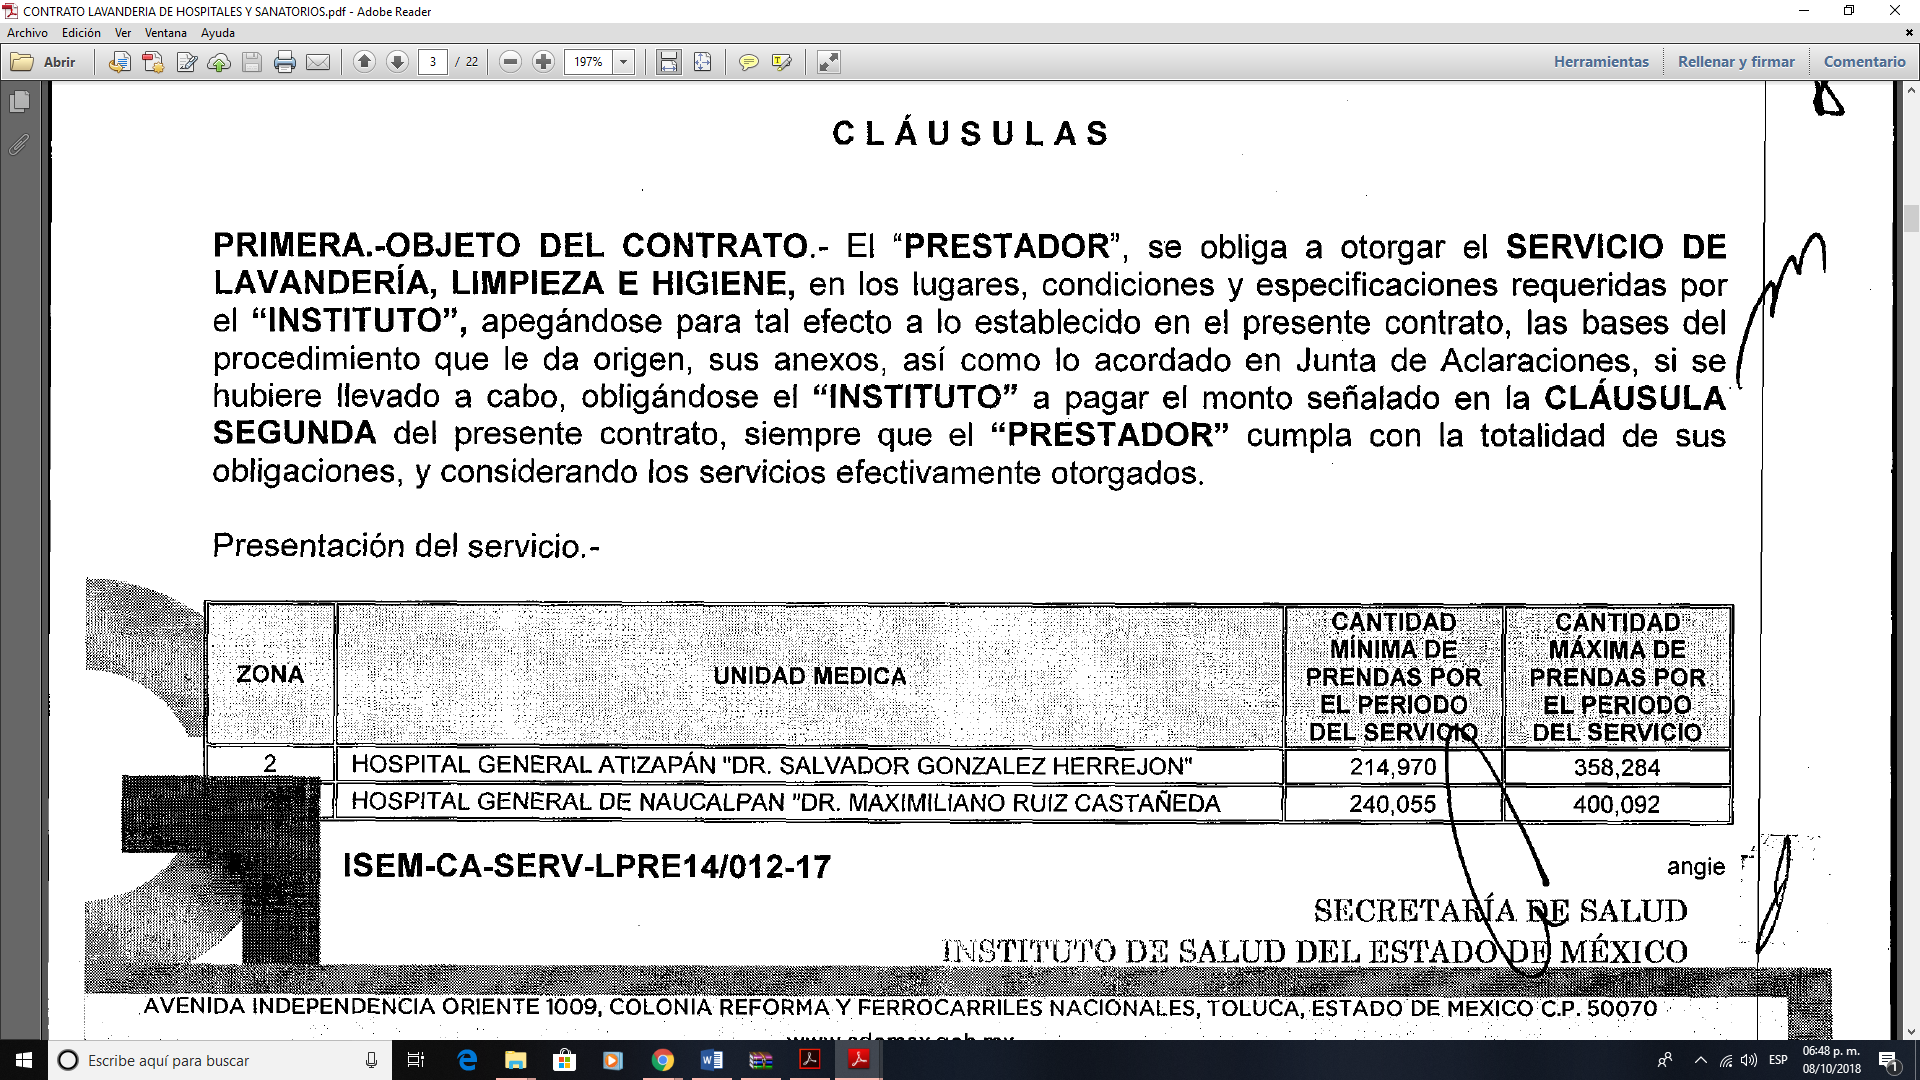 CONTRATO LAVANDERIA DE HOSPITALES Y SANATORIOS.pdf - Adobe Reader
Archivo Edición Ver Ventana Ayuda
Abrir 3 / 22 197% Herramientas Rellenar y firmar Comentario
CLÁUSULAS
PRIMERA.-OBJETO DEL CONTRATO.- El “PRESTADOR”, se obliga a otorgar el SERVICIO DE
LAVANDERÍA, LIMPIEZA E HIGIENE, en los lugares, condiciones y especificaciones requeridas por
el “INSTITUTO”, apegándose para tal efecto a lo establecido en el presente contrato, las bases del
procedimiento que le da origen, sus anexos, así como lo acordado en Junta de Aclaraciones, si se
hubiere llevado a cabo, obligándose el “INSTITUTO” a pagar el monto señalado en la CLÁUSULA
SEGUNDA del presente contrato, siempre que el “PRESTADOR” cumpla con la totalidad de sus
obligaciones, y considerando los servicios efectivamente otorgados.
Presentación del servicio.-
ZONA
UNIDAD MEDICA
CANTIDAD
MÍNIMA DE
PRENDAS POR
EL PERIODO
DEL SERVICIO
CANTIDAD
MÁXIMA DE
PRENDAS POR
EL PERIODO
DEL SERVICIO
2 HOSPITAL GENERAL ATIZAPÁN "DR. SALVADOR GONZALEZ HERREJON" 214,970 358,284
HOSPITAL GENERAL DE NAUCALPAN "DR. MAXIMILIANO RUIZ CASTAÑEDA 240,055 400,092
ISEM-CA-SERV-LPRE14/012-17 angie
SECRETARÍA DE SALUD
INSTITUTO DE SALUD DEL ESTADO DE MÉXICO
AVENIDA INDEPENDENCIA ORIENTE 1009, COLONIA REFORMA Y FERROCARRILES NACIONALES, TOLUCA, ESTADO DE MEXICO C.P. 50070
Escribe aquí para buscar ESP 06:48 p. m.
08/10/2018
1